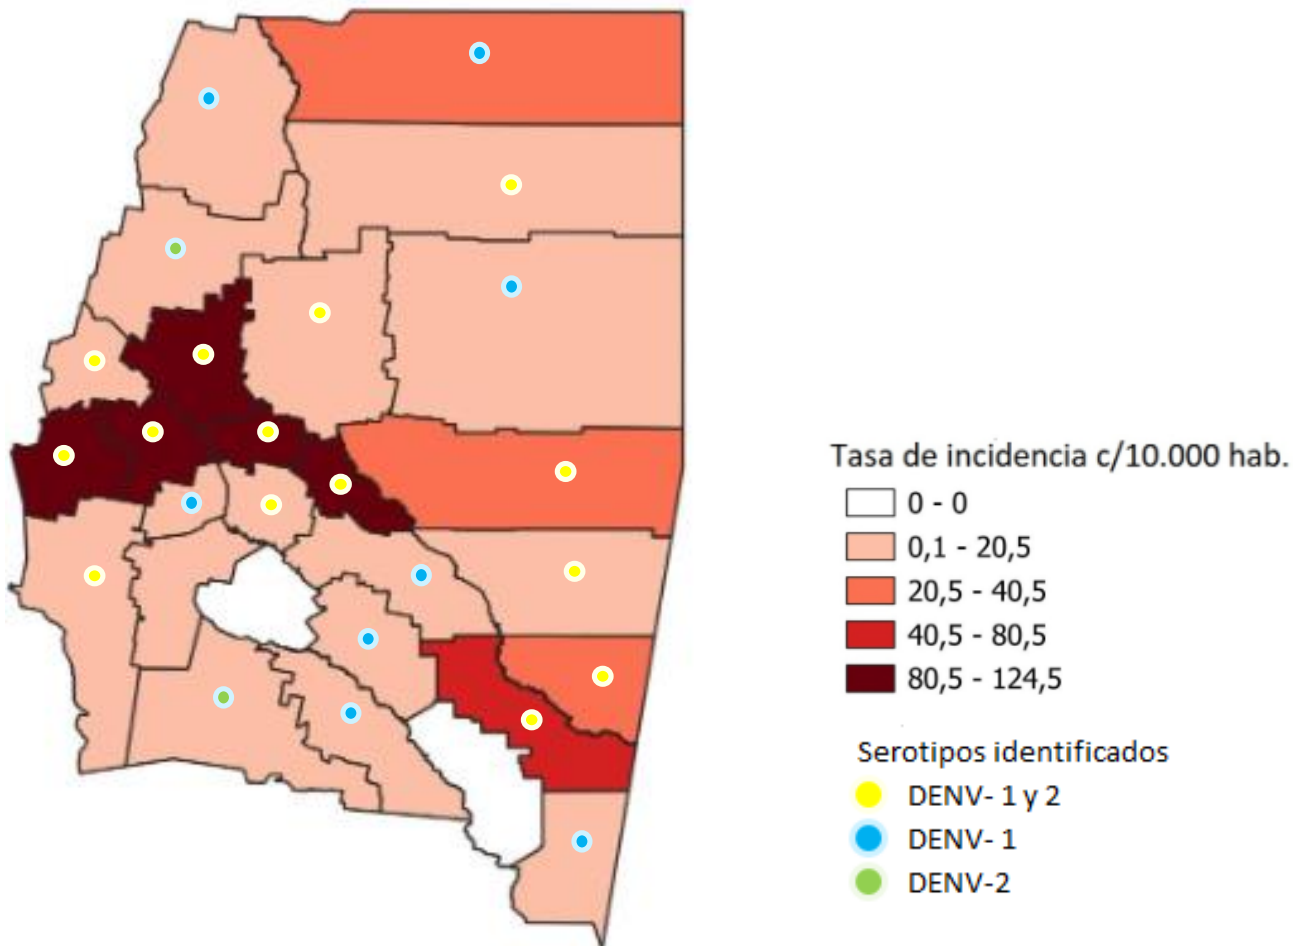 Tasa de incidencia c/10.000 hab.
0 - 0
0,1 - 20,5
20,5 - 40,5
40,5 - 80,5
80,5 - 124,5
Serotipos identificados
DENV- 1 y 2
DENV- 1
DENV-2